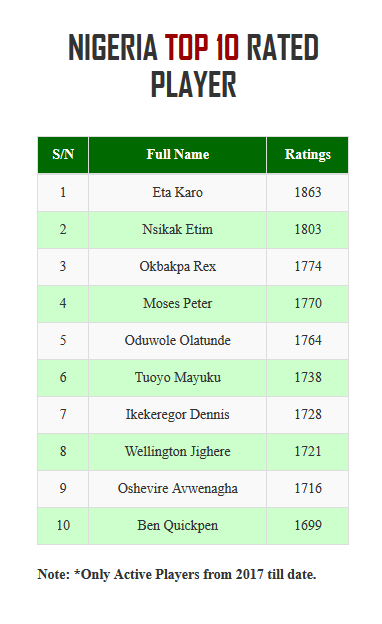 NIGERIA TOP 10 RATED
PLAYER
S/N Full Name Ratings
1 Eta Karo 1863
2 Nsikak Etim 1803
3 Okbakpa Rex 1774
4 Moses Peter 1770
5 Oduwole Olatunde 1764
6 Tuoyo Mayuku 1738
7 Ikekeregor Dennis 1728
8 Wellington Jighere 1721
9 Oshevire Avwenagha 1716
10 Ben Quickpen 1699
Note: *Only Active Players from 2017 till date.